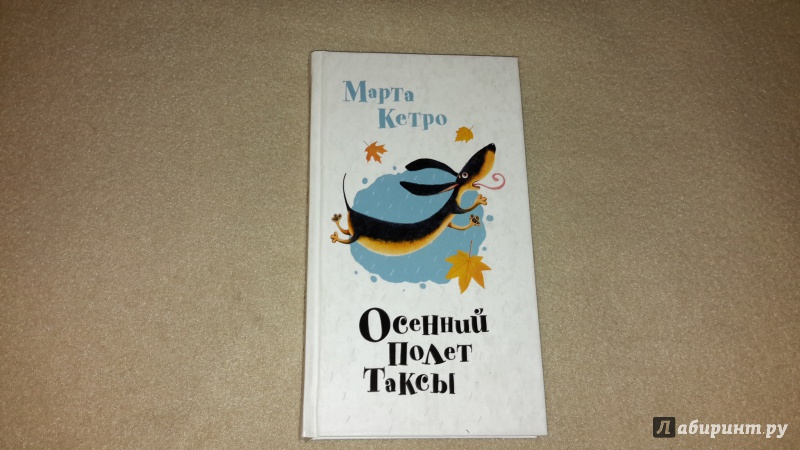 Марта
Кетро
Осенний
полет
Таксы
Лабиринт.ру